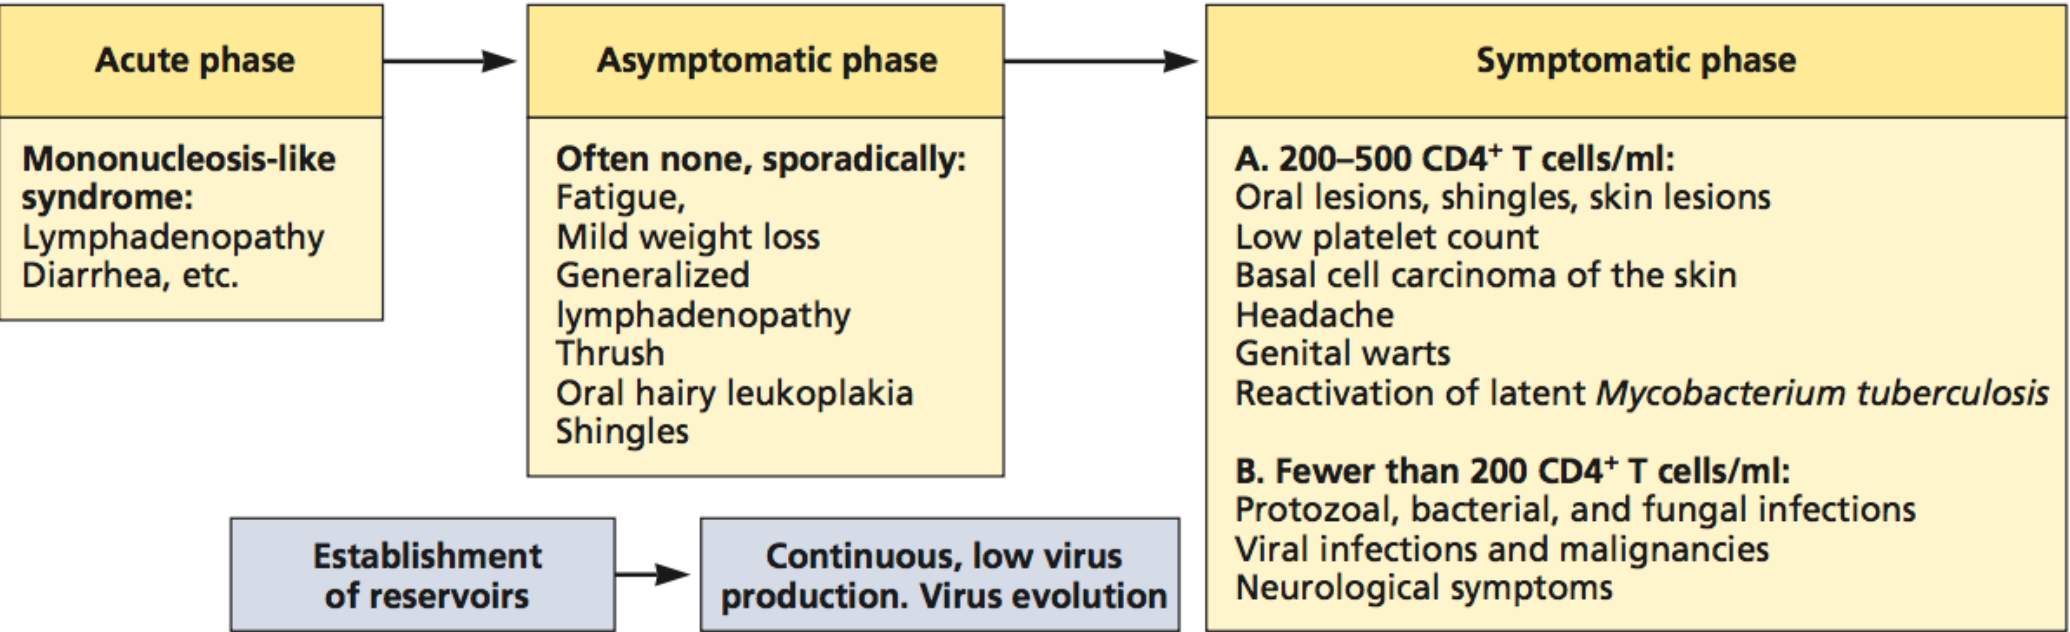 Acute phase
Mononucleosis-like
syndrome:
Lymphadenopathy
Diarrhea, etc.
Asymptomatic phase
Often none, sporadically:
Fatigue,
Mild weight loss
Generalized
lymphadenopathy
Thrush
Oral hairy leukoplakia
Shingles
Symptomatic phase
A. 200–500 CD4⁺ T cells/ml:
Oral lesions, shingles, skin lesions
Low platelet count
Basal cell carcinoma of the skin
Headache
Genital warts
Reactivation of latent Mycobacterium tuberculosis
B. Fewer than 200 CD4⁺ T cells/ml:
Protozoal, bacterial, and fungal infections
Viral infections and malignancies
Neurological symptoms
Establishment
of reservoirs
Continuous, low virus
production. Virus evolution